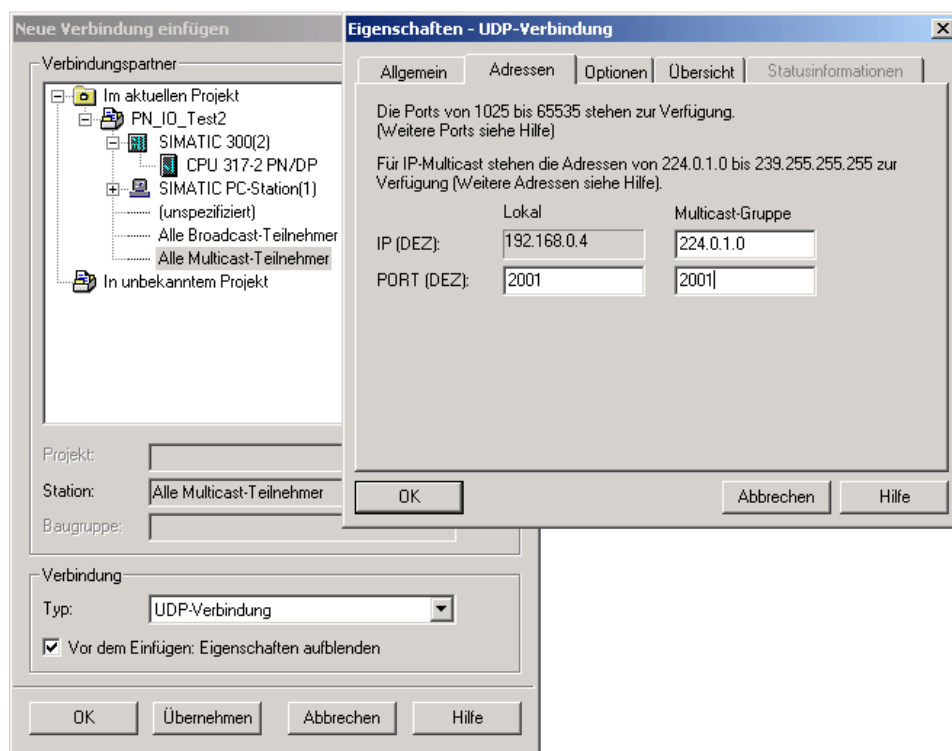 Neue Verbindung einfügen
Verbindungspartner
Im aktuellen Projekt
PN_IO_Test2
SIMATIC 300(2)
CPU 317-2 PN/DP
SIMATIC PC-Station(1)
(unspezifiziert)
Alle Broadcast-Teilnehmer
Alle Multicast-Teilnehmer
In unbekanntem Projekt
Projekt:
Station: Alle Multicast-Teilnehmer
Baugruppe:
Verbindung
Typ: UDP-Verbindung
Vor dem Einfügen: Eigenschaften aufblenden
OK Übernehmen Abbrechen Hilfe
Eigenschaften - UDP-Verbindung
Allgemein Adressen Optionen Übersicht Statusinformationen
Die Ports von 1025 bis 65535 stehen zur Verfügung.
(Weitere Ports siehe Hilfe)
Für IP-Multicast stehen die Adressen von 224.0.1.0 bis 239.255.255.255 zur
Verfügung (Weitere Adressen siehe Hilfe).
Lokal Multicast-Gruppe
IP (DEZ): 192.168.0.4 224.0.1.0
PORT (DEZ): 2001 2001
OK Abbrechen Hilfe